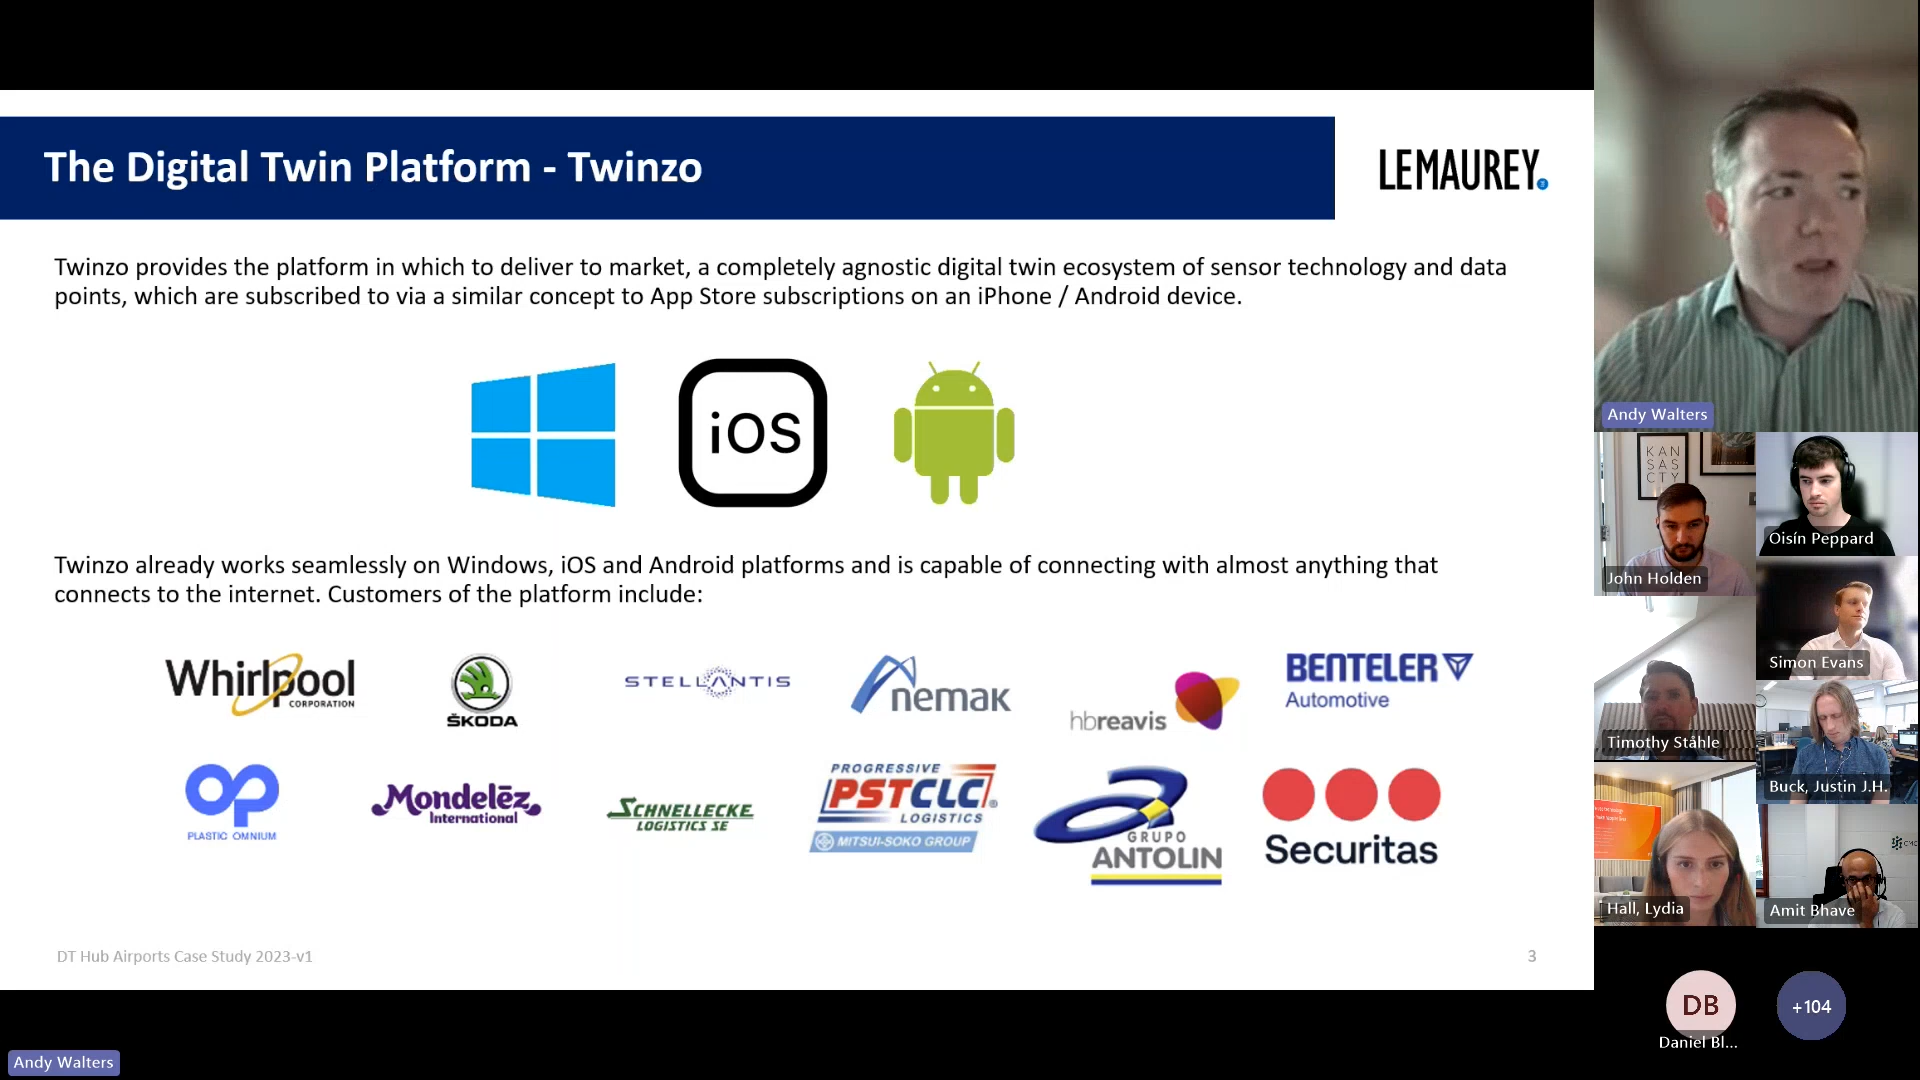 The Digital Twin Platform - Twinzo
LEMAUREY.
Twinzo provides the platform in which to deliver to market, a completely agnostic digital twin ecosystem of sensor technology and data
points, which are subscribed to via a similar concept to App Store subscriptions on an iPhone / Android device.
iOS
Twinzo already works seamlessly on Windows, iOS and Android platforms and is capable of connecting with almost anything that
connects to the internet. Customers of the platform include:
Whirlpool
CORPORATION
ŠKODA
STELLANTIS
nemak
hbreavis
BENTELER
Automotive
OP
PLASTIC OMNIUM
Mondelēz
International
SCHNELLECKE
LOGISTICS SE
PROGRESSIVE
PSTCLC®
LOGISTICS
MITSUI-SOKO GROUP
GRUPO
ANTOLIN
Securitas
DT Hub Airports Case Study 2023-v1
3
Andy Walters
KAN
SAS
CTY
John Holden
Oisín Peppard
Simon Evans
Timothy Ståhle
Buck, Justin J.H.
Hall, Lydia
Amit Bhave
DB
Daniel Bl...
+104
Andy Walters